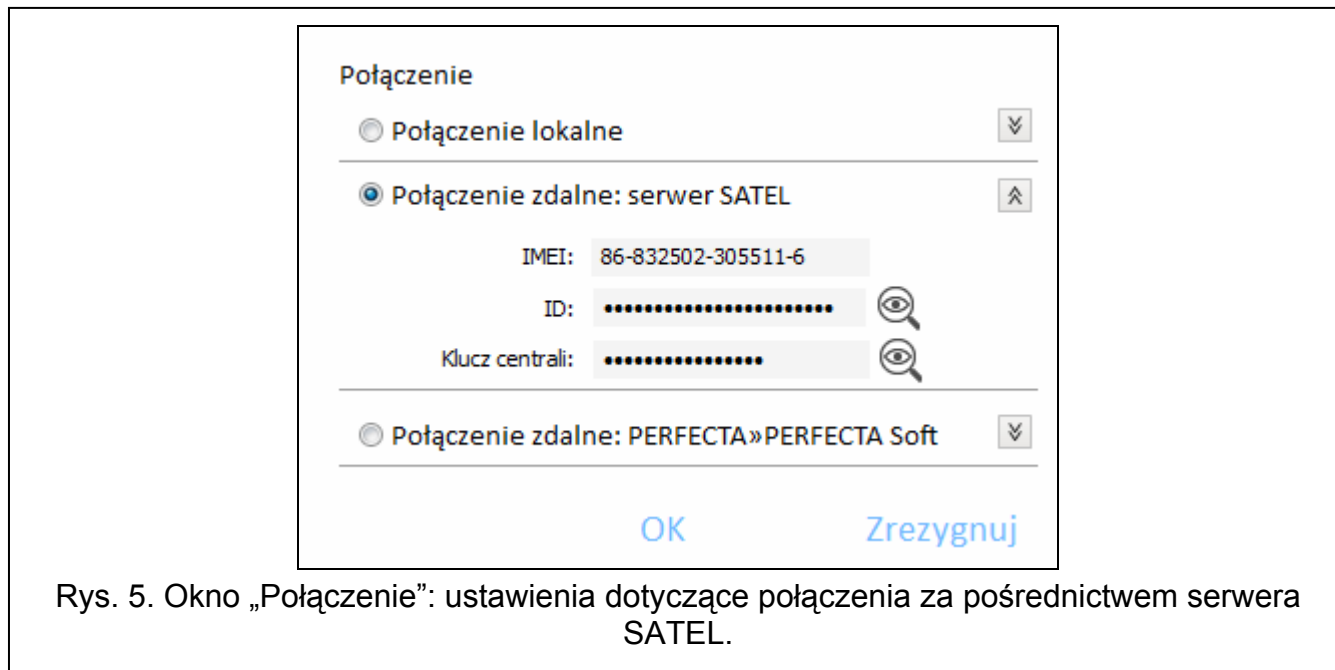 Połączenie
Połączenie lokalne
Połączenie zdalne: serwer SATEL
IMEI: 86-832502-305511-6
ID: •••••••••••••••••••••••
Klucz centrali: ••••••••••••••••
Połączenie zdalne: PERFECTA»PERFECTA Soft
OK Zrezygnuj
Rys. 5. Okno „Połączenie”: ustawienia dotyczące połączenia za pośrednictwem serwera
SATEL.